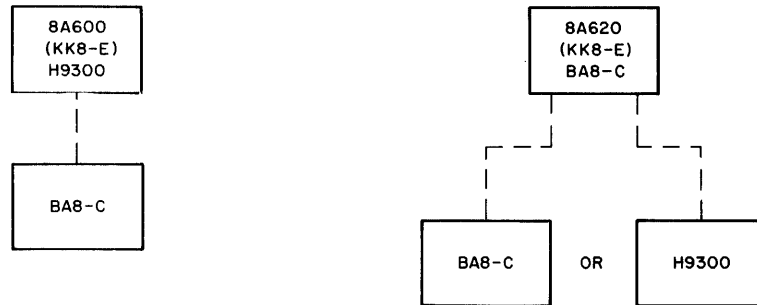 8A600
(KK8-E)
H9300
BA8-C
8A620
(KK8-E)
BA8-C
BA8-C OR H9300